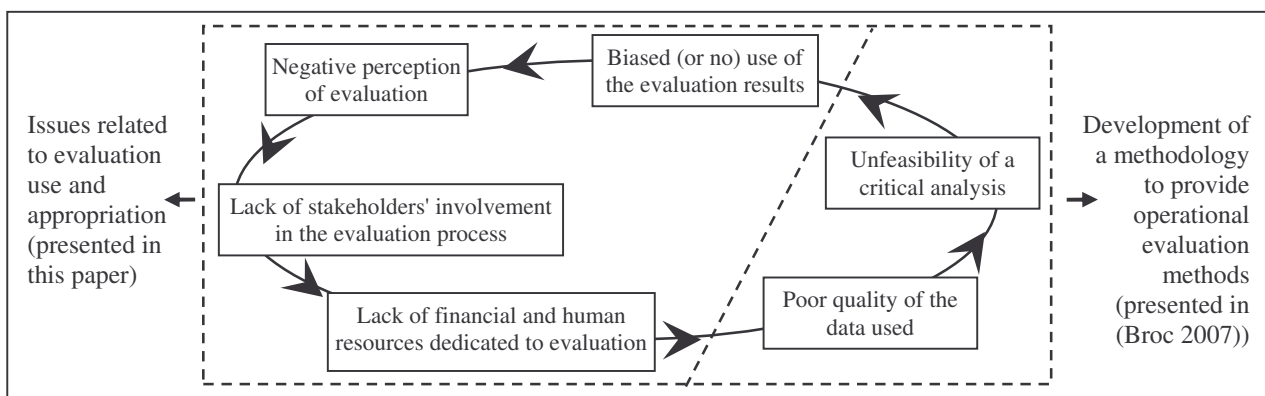 Issues related
to evaluation
use and
appropriation
(presented in
this paper)
Negative perception
of evaluation
Biased (or no) use of
the evaluation results
Lack of stakeholders' involvement
in the evaluation process
Lack of financial and human
resources dedicated to evaluation
Poor quality of the
data used
Unfeasibility of a
critical analysis
Development of
a methodology
to provide
operational
evaluation
methods
(presented in
(Broc 2007))